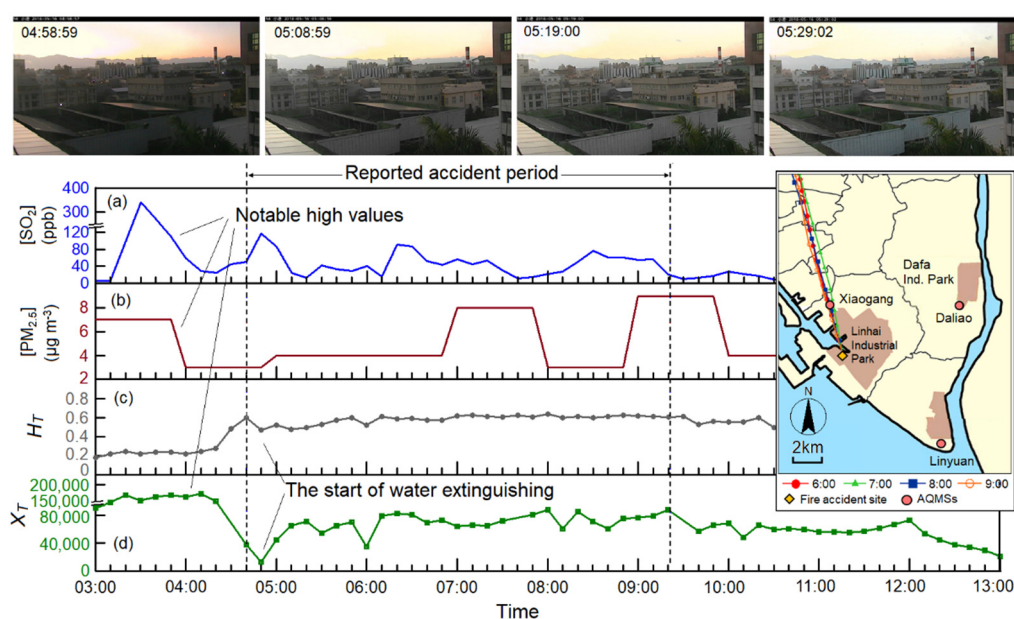 04:58:59
05:08:59
05:19:00
05:29:02
Reported accident period
(a)
[SO2]
(ppb)
400
300
120
80
40
0
Notable high values
(b)
[PM2.5]
(μg m-3)
8
6
4
2
(c)
HT
0.8
0.6
0.4
0.2
0
The start of water extinguishing
(d)
XT
200,000
150,000
80,000
40,000
0
03:00
04:00
05:00
06:00
07:00
08:00
09:00
10:00
11:00
12:00
13:00
Time
Dafa
Ind. Park
Xiaogang
Daliao
Linhai
Industrial
Park
N
2km
Linyuan
6:00
7:00
8:00
9:00
Fire accident site
AQMSs